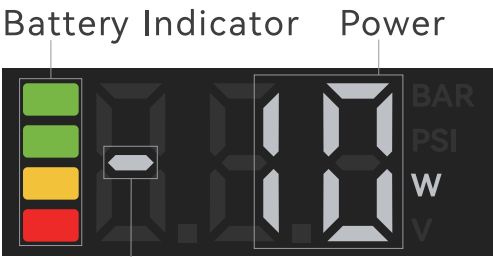 Battery Indicator Power
- 10
BAR
PSI
W
V